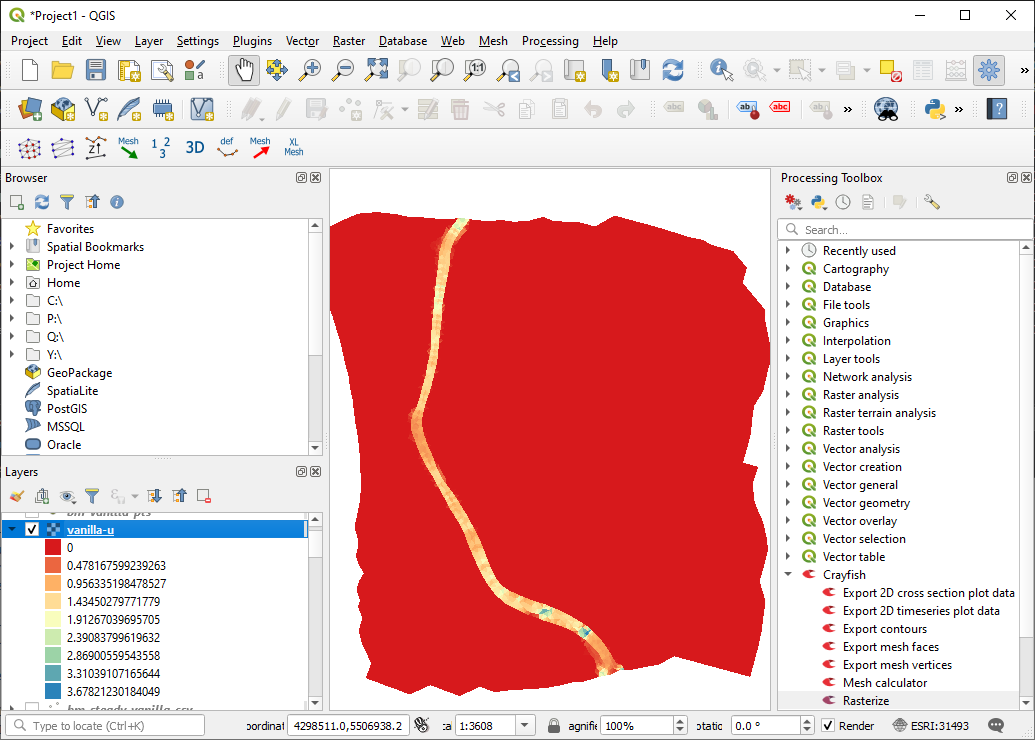 *Project1 - QGIS
Project Edit View Layer Settings Plugins Vector Raster Database Web Mesh Processing Help
1:1
abc abc abc abc
Mesh 1 2 3 3D def Mesh XL Mesh
Browser
Favorites
Spatial Bookmarks
Project Home
Home
C:\
P:\
Q:\
Y:\
GeoPackage
SpatiaLite
PostGIS
MSSQL
Oracle
Layers
bm-vanilla-pts
vanilla-u
0
0.478167599239263
0.956335198478527
1.43450279771779
1.91267039695705
2.39083799619632
2.86900559543558
3.31039107165644
3.67821230184049
bm-steady-vanilla-csv
Processing Toolbox
Search...
Recently used
Cartography
Database
File tools
Graphics
Interpolation
Layer tools
Network analysis
Raster analysis
Raster terrain analysis
Raster tools
Vector analysis
Vector creation
Vector general
Vector geometry
Vector overlay
Vector selection
Vector table
Crayfish
Export 2D cross section plot data
Export 2D timeseries plot data
Export contours
Export mesh faces
Export mesh vertices
Mesh calculator
Rasterize
Type to locate (Ctrl+K) oordinat 4298511.0,5506938.2 :a 1:3608 agnifie 100% otatic 0.0 ° Render ESRI:31493